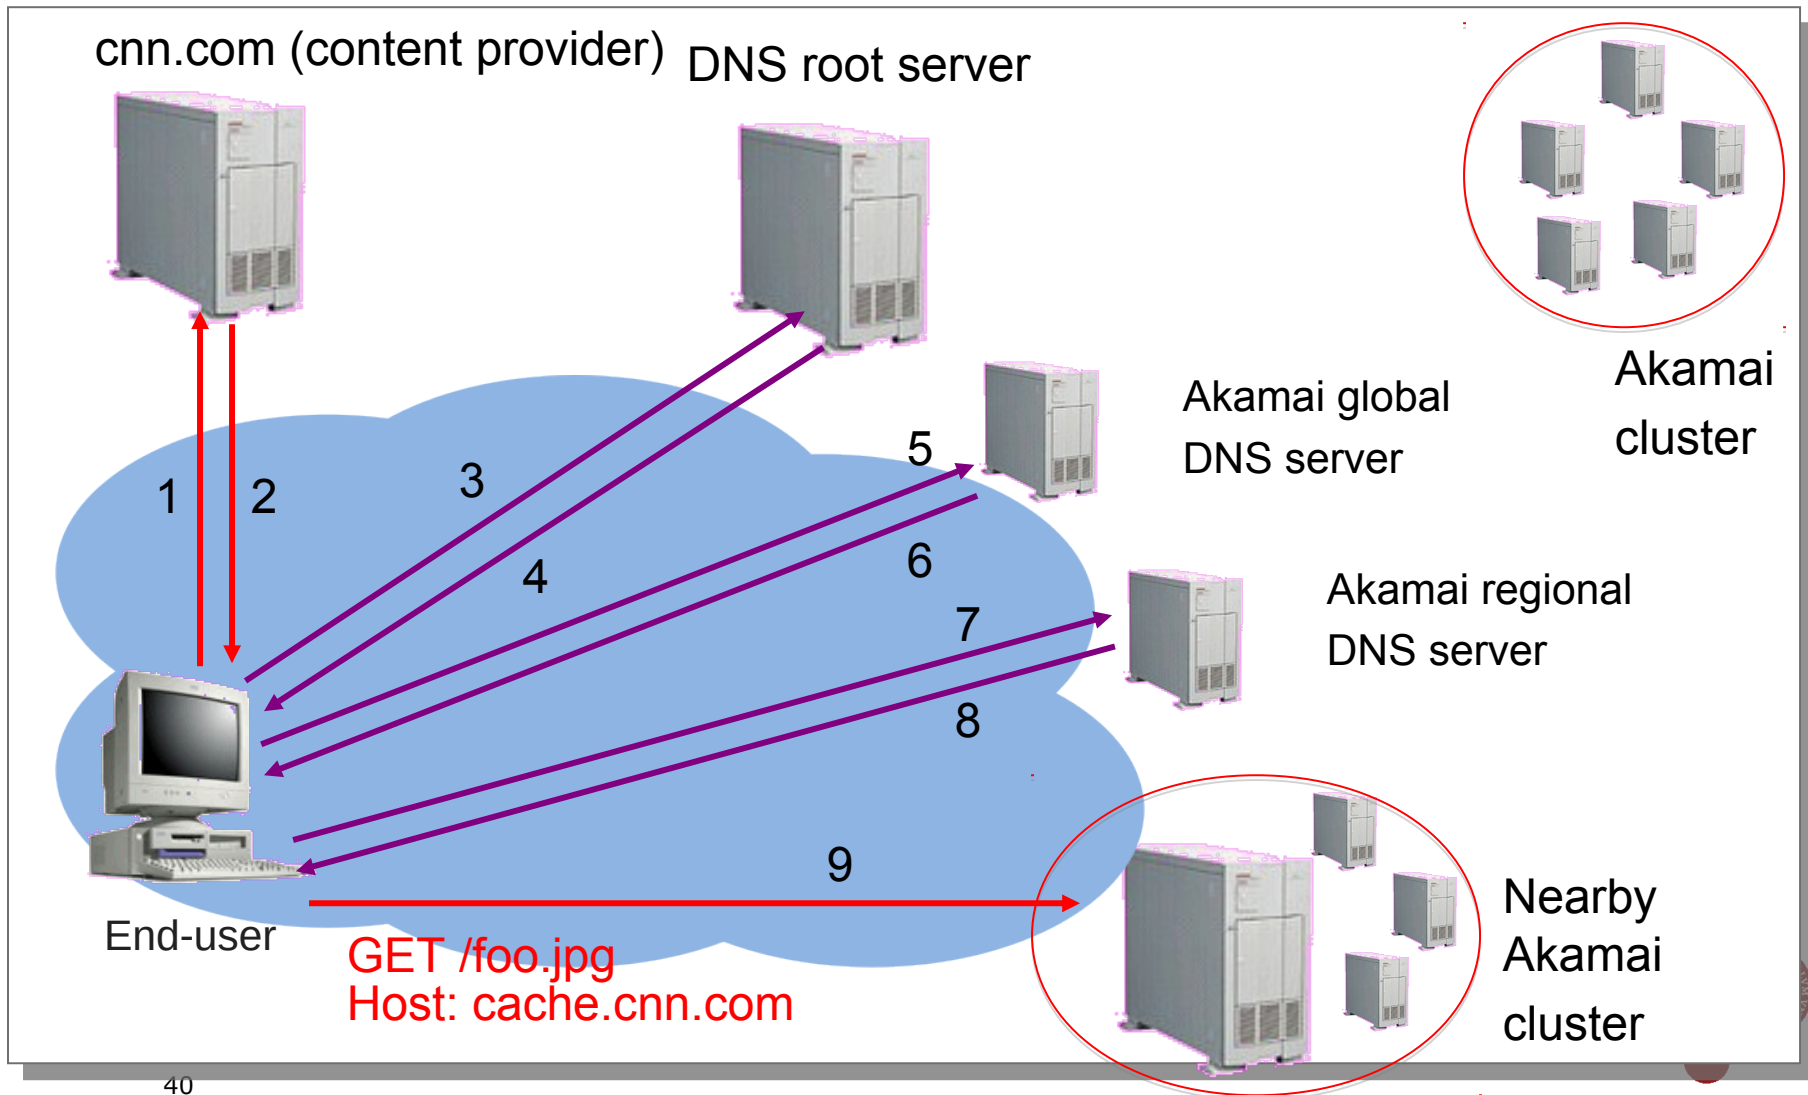 cnn.com (content provider)
DNS root server
Akamai
cluster
Akamai global
DNS server
5
3
1
2
6
4
Akamai regional
DNS server
7
8
9
End-user
GET /foo.jpg
Host: cache.cnn.com
Nearby
Akamai
cluster
40